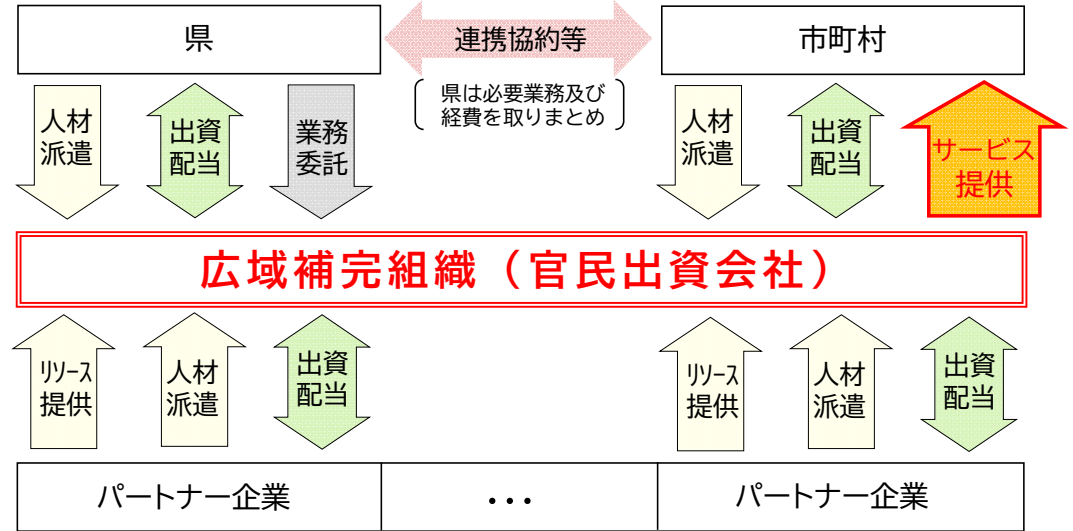 県
連携協約等
市町村
県は必要業務及び
経費を取りまとめ
人材
派遣
出資
配当
業務
委託
人材
派遣
出資
配当
サービス
提供
広域補完組織（官民出資会社）
ﾘｿｰｽ
提供
人材
派遣
出資
配当
ﾘｿｰｽ
提供
人材
派遣
出資
配当
パートナー企業
・・・
パートナー企業